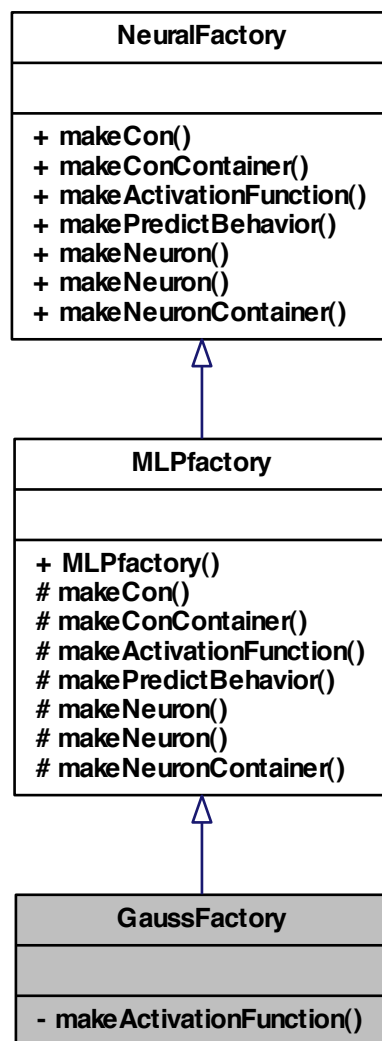 NeuralFactory
+ makeCon()
+ makeConContainer()
+ makeActivationFunction()
+ makePredictBehavior()
+ makeNeuron()
+ makeNeuron()
+ makeNeuronContainer()
MLPfactory
+ MLPfactory()
# makeCon()
# makeConContainer()
# makeActivationFunction()
# makePredictBehavior()
# makeNeuron()
# makeNeuron()
# makeNeuronContainer()
GaussFactory
- makeActivationFunction()